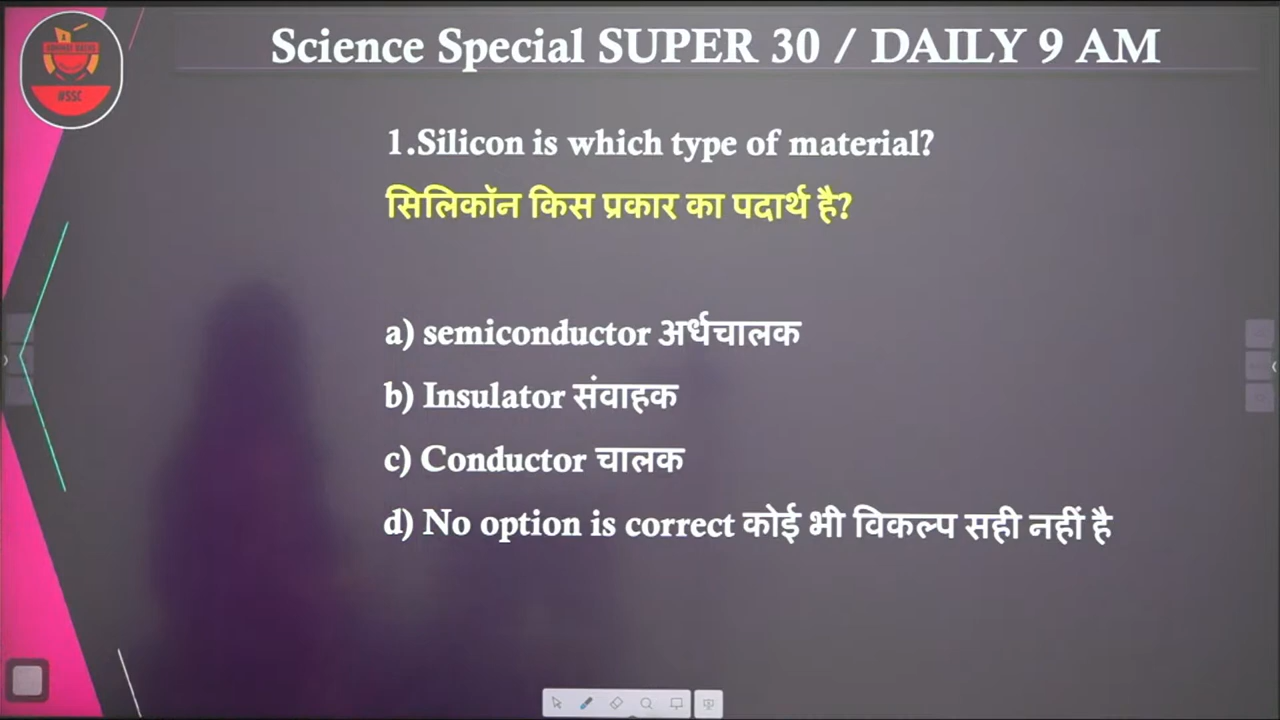 Science Special SUPER 30 / DAILY 9 AM
#SSC
1.Silicon is which type of material?
सिलिकॉन किस प्रकार का पदार्थ है?
a) semiconductor अर्धचालक
b) Insulator संवाहक
c) Conductor चालक
d) No option is correct कोई भी विकल्प सही नहीं है